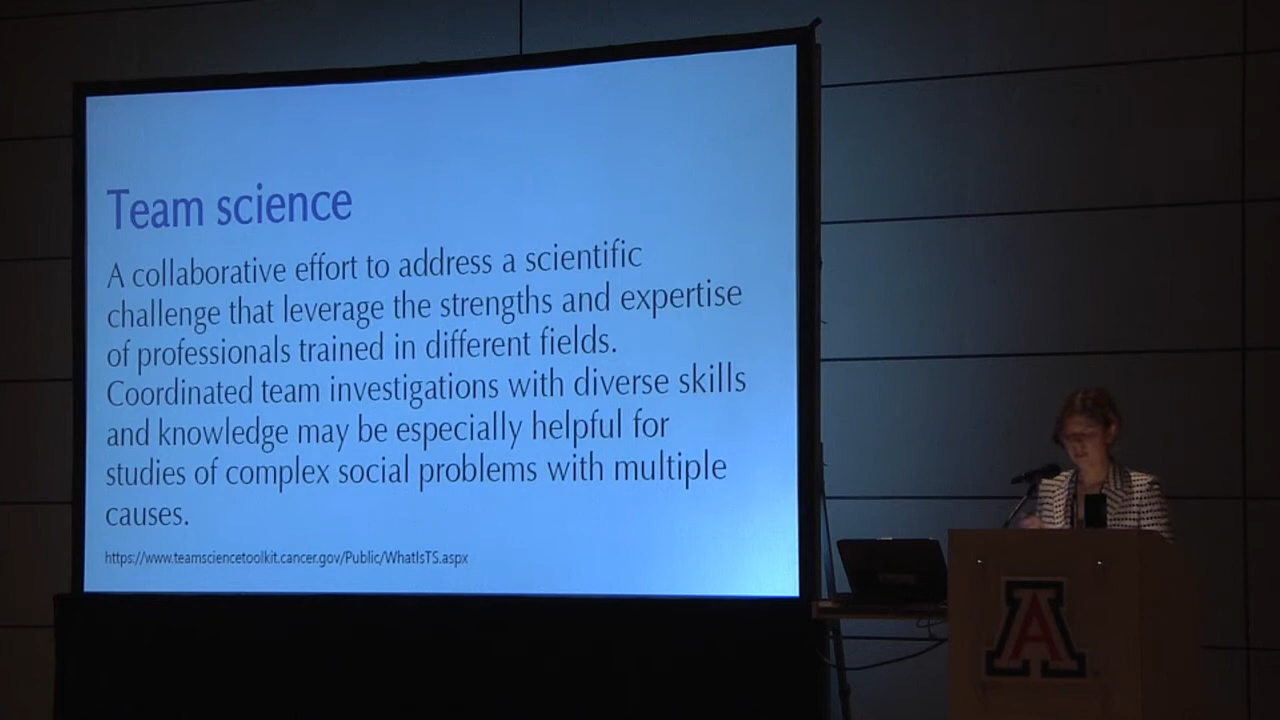 Team science
A collaborative effort to address a scientific
challenge that leverage the strengths and expertise
of professionals trained in different fields.
Coordinated team investigations with diverse skills
and knowledge may be especially helpful for
studies of complex social problems with multiple
causes.
https://www.teamsciencetoolkit.cancer.gov/Public/WhatIsTS.aspx
A